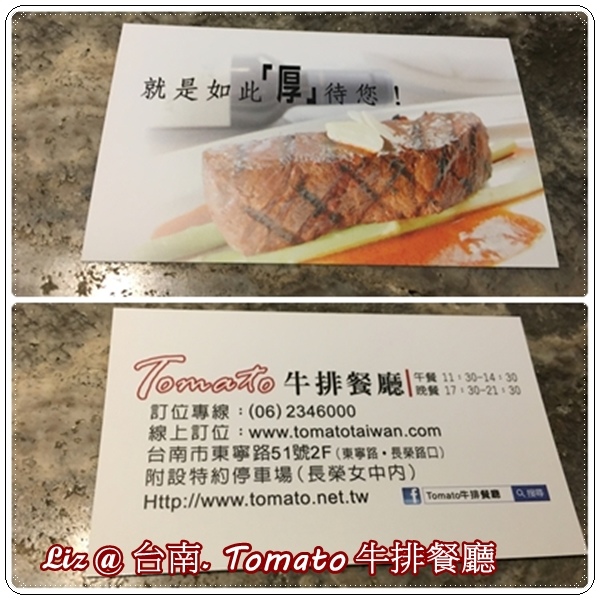 就是如此「厚」待您！
Tomato 牛排餐廳
午餐 11：30-14：30
晚餐 17：30-21：30
訂位專線：(06) 2346000
線上訂位：www.tomatotaiwan.com
台南市東寧路51號2F（東寧路・長榮路口）
附設特約停車場（長榮女中內）
Http://www.tomato.net.tw
f Tomato牛排餐廳 搜尋
Liz @ 台南. Tomato 牛排餐廳